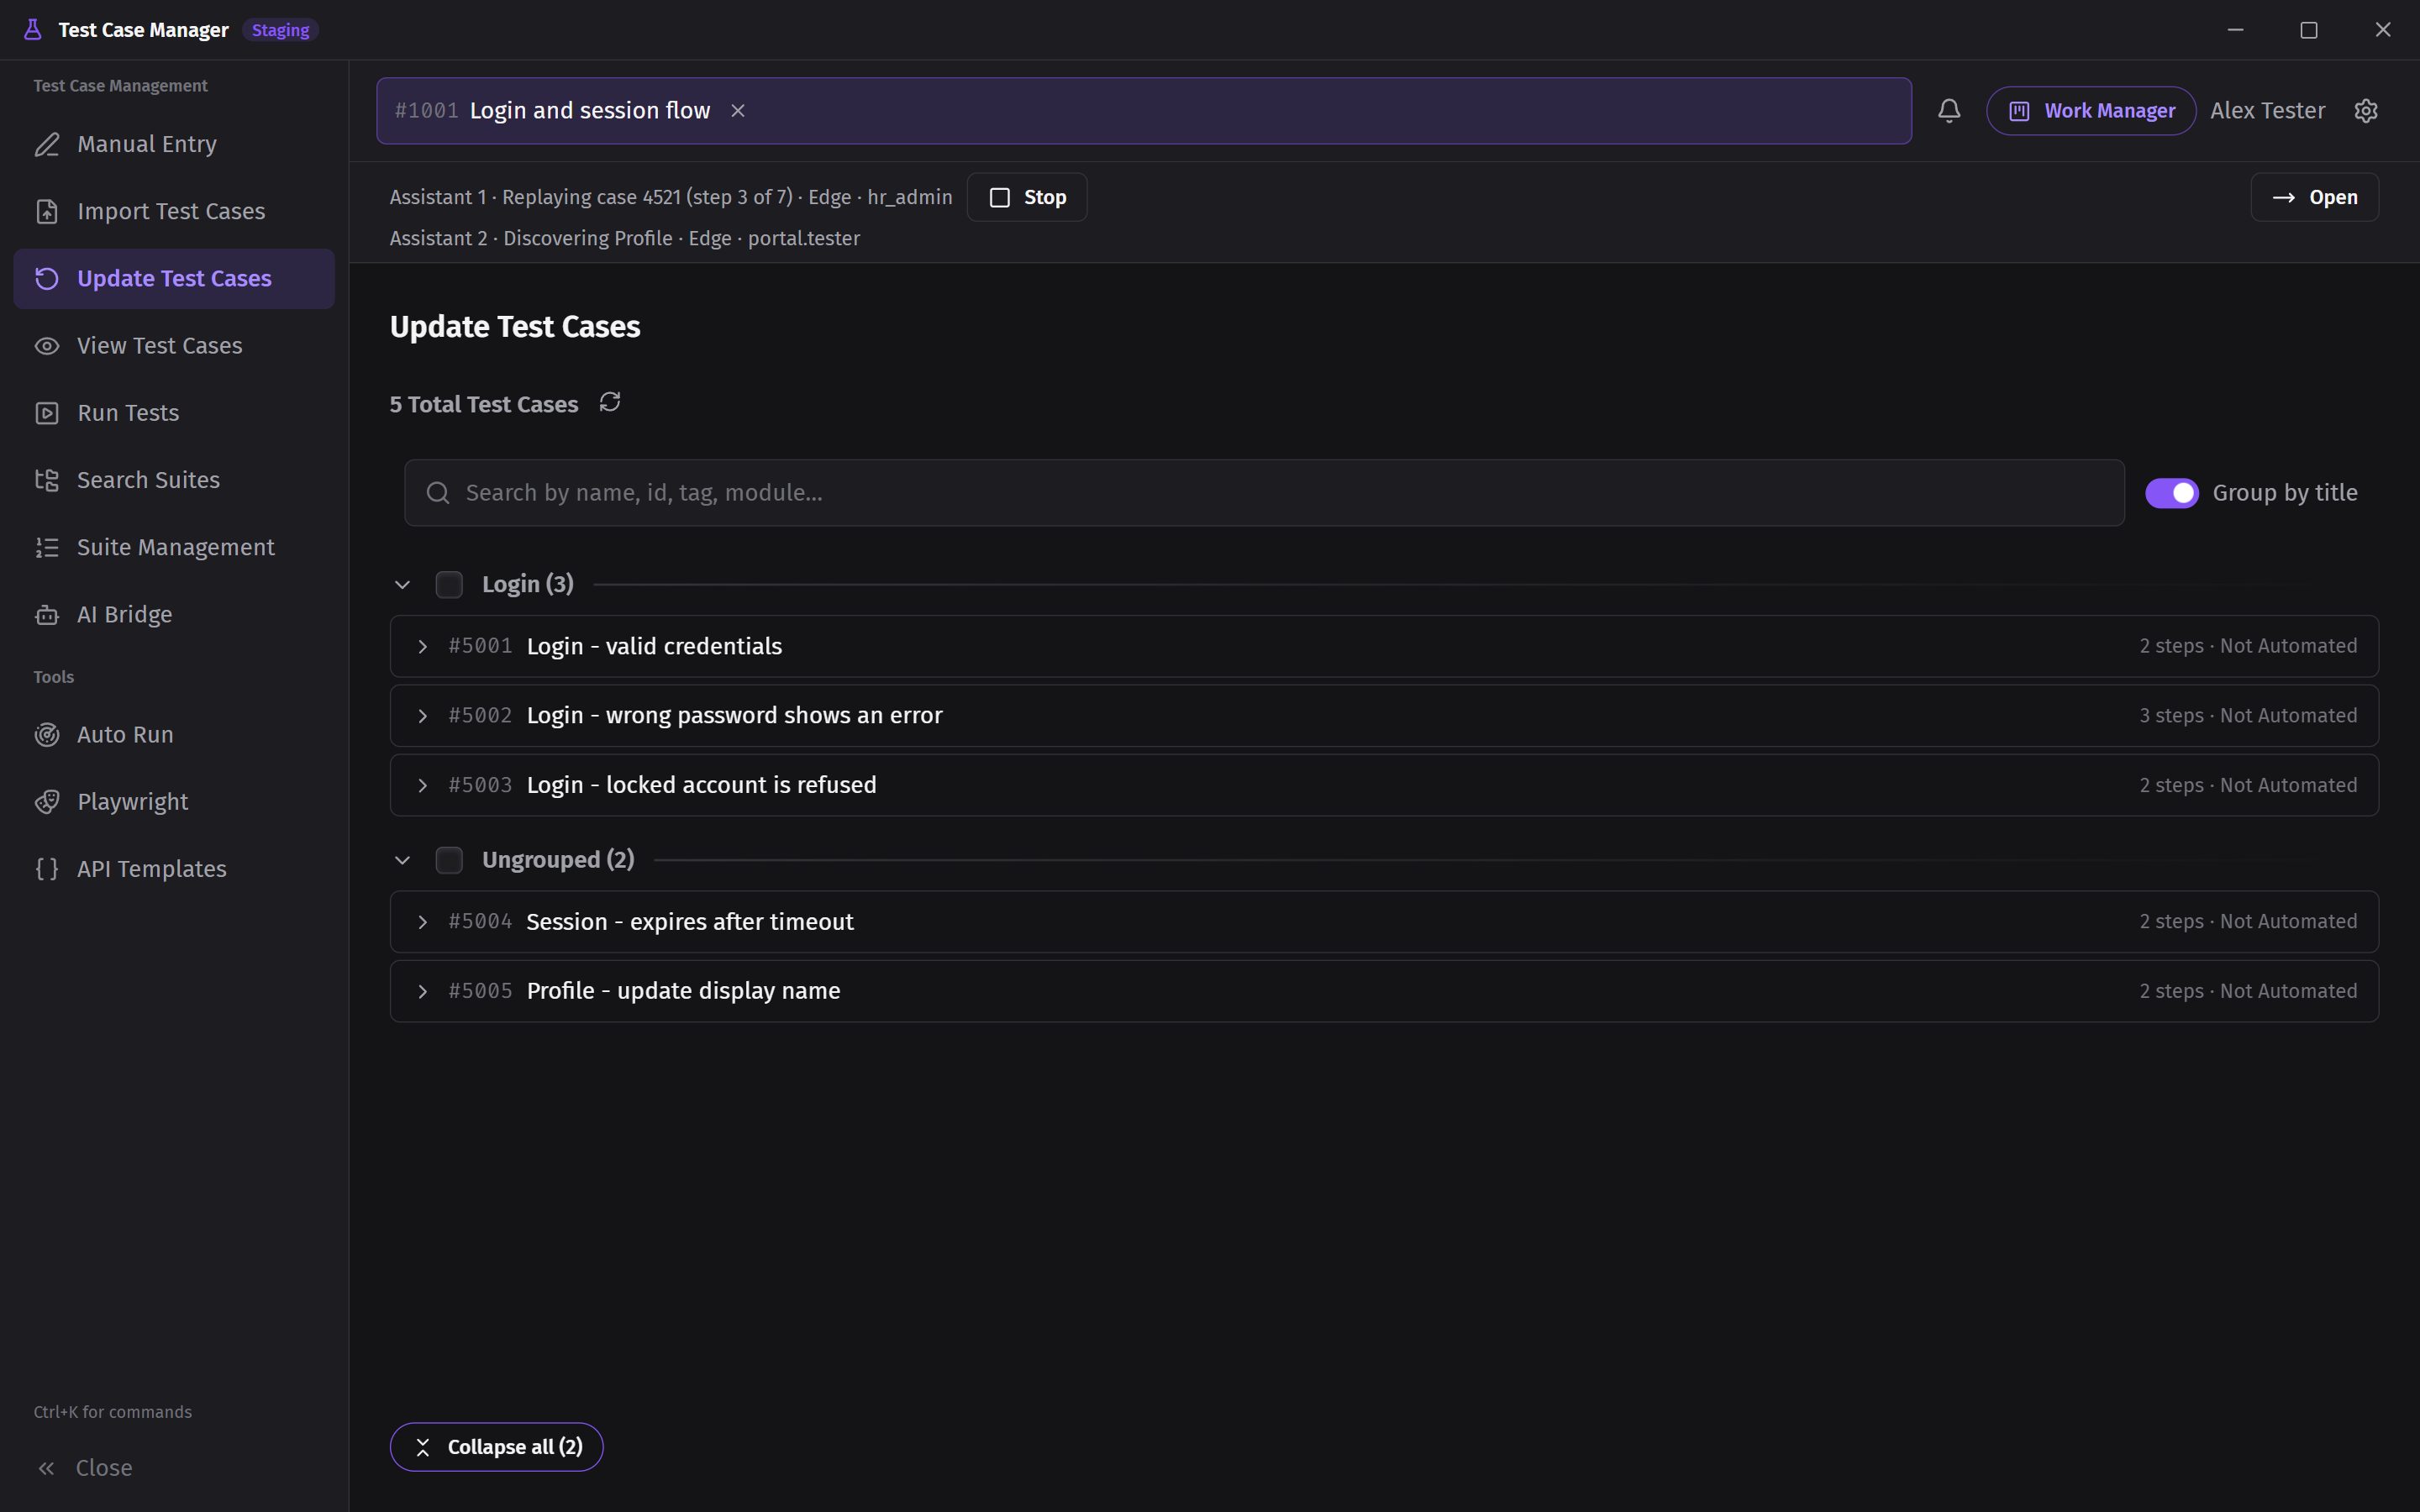 Test Case Manager Staging
Test Case Management
Manual Entry
Import Test Cases
Update Test Cases
View Test Cases
Run Tests
Search Suites
Suite Management
AI Bridge
Tools
Auto Run
Playwright
API Templates
Ctrl+K for commands
Close
#1001 Login and session flow
Work Manager
Alex Tester
Assistant 1 · Replaying case 4521 (step 3 of 7) · Edge · hr_admin Stop
Open
Assistant 2 · Discovering Profile · Edge · portal.tester
Update Test Cases
5 Total Test Cases
Search by name, id, tag, module...
Group by title
Login (3)
#5001 Login - valid credentials 2 steps · Not Automated
#5002 Login - wrong password shows an error 3 steps · Not Automated
#5003 Login - locked account is refused 2 steps · Not Automated
Ungrouped (2)
#5004 Session - expires after timeout 2 steps · Not Automated
#5005 Profile - update display name 2 steps · Not Automated
Collapse all (2)